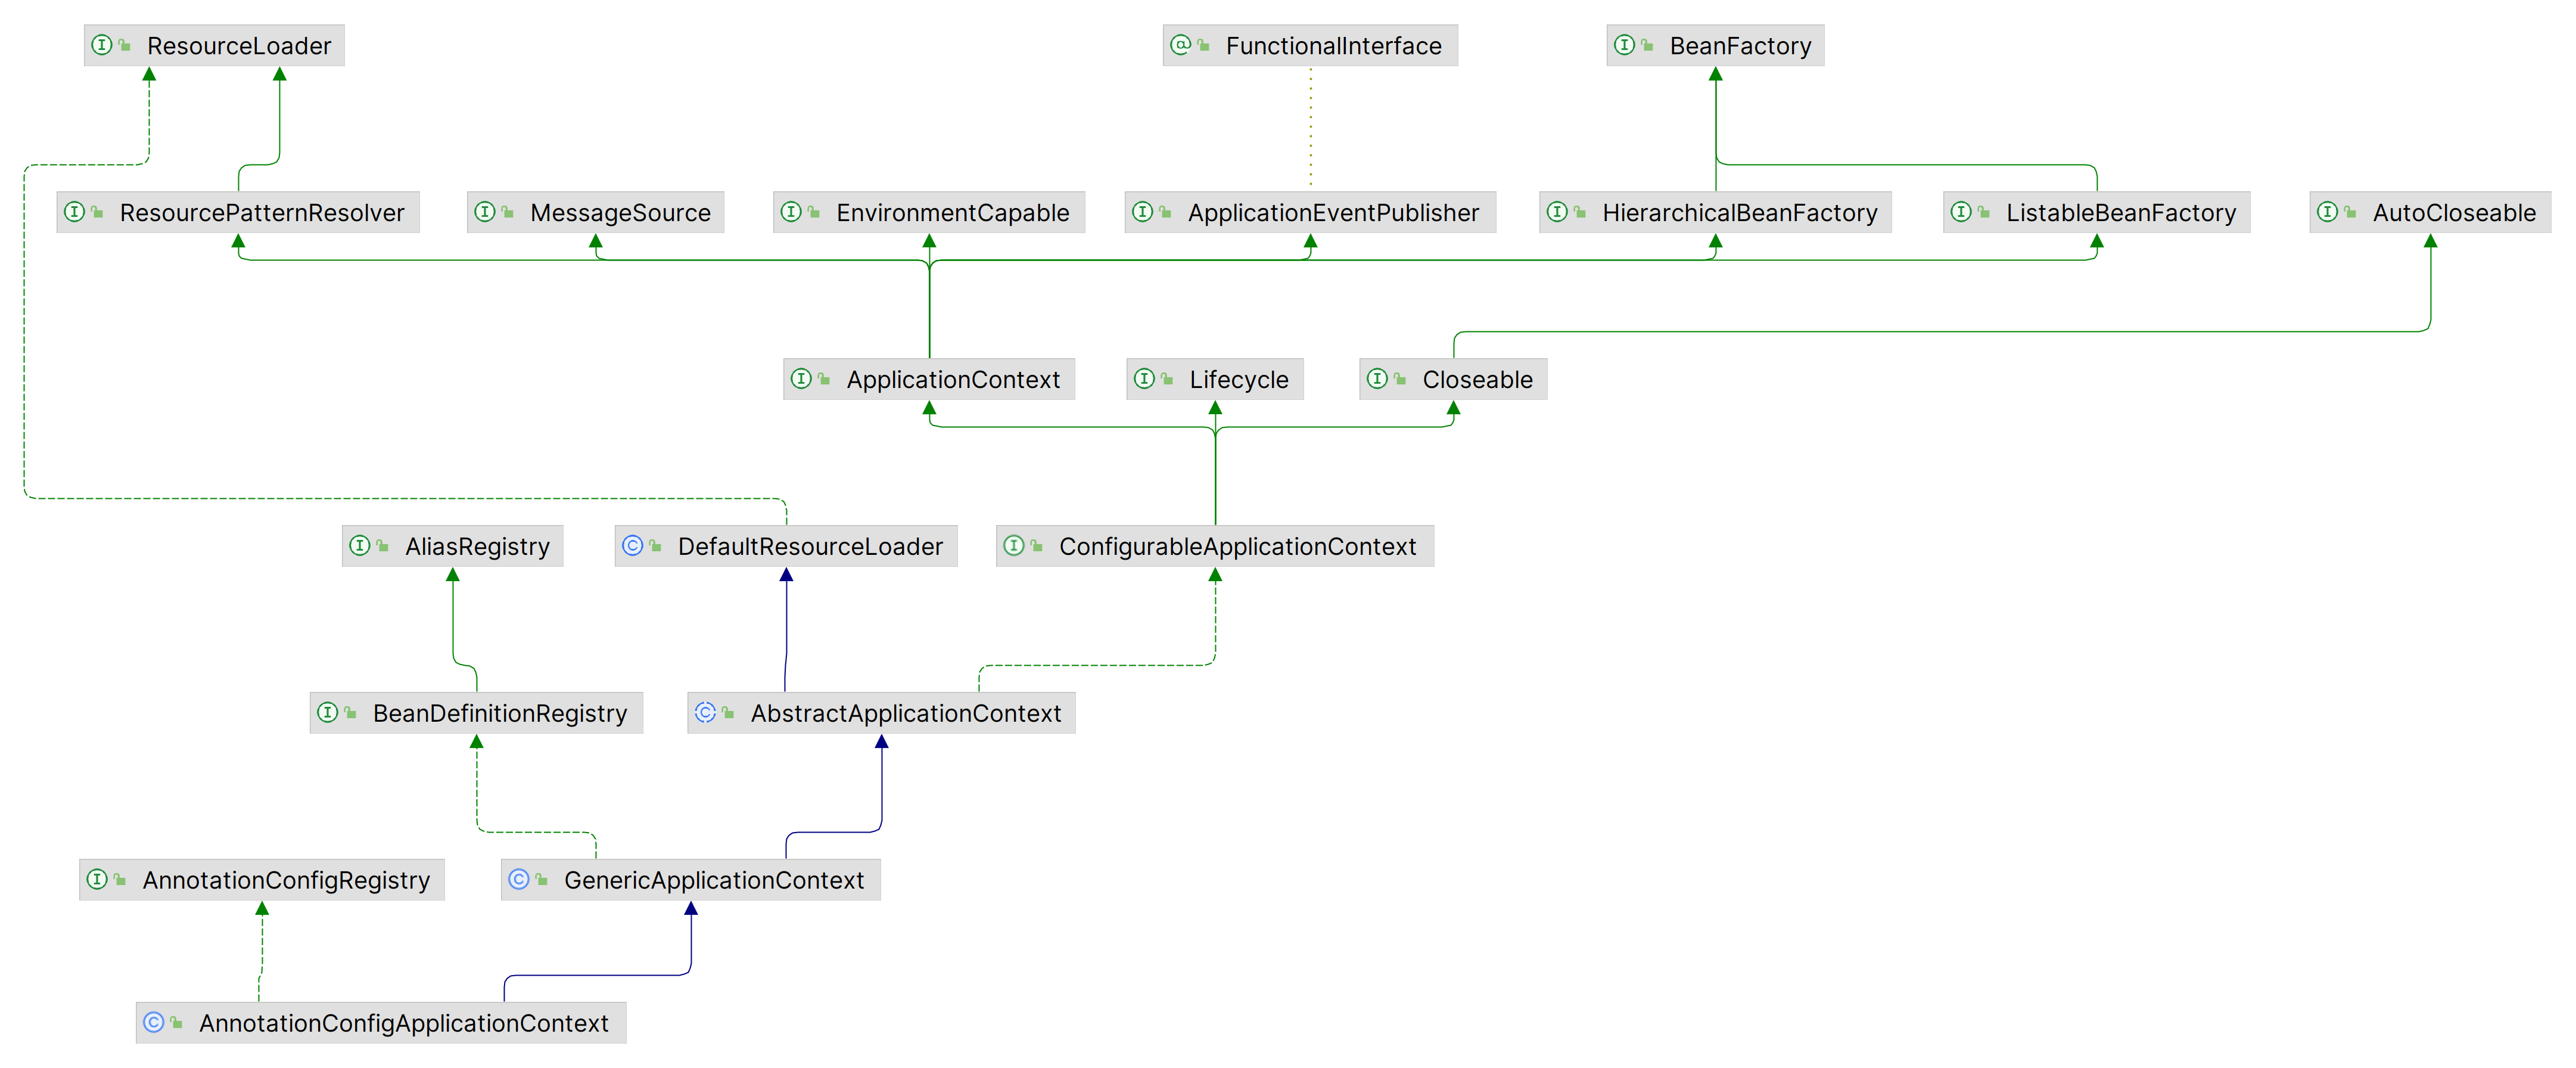 ResourceLoader
FunctionalInterface
BeanFactory
ResourcePatternResolver
MessageSource
EnvironmentCapable
ApplicationEventPublisher
HierarchicalBeanFactory
ListableBeanFactory
AutoCloseable
ApplicationContext
Lifecycle
Closeable
AliasRegistry
DefaultResourceLoader
ConfigurableApplicationContext
BeanDefinitionRegistry
AbstractApplicationContext
AnnotationConfigRegistry
GenericApplicationContext
AnnotationConfigApplicationContext